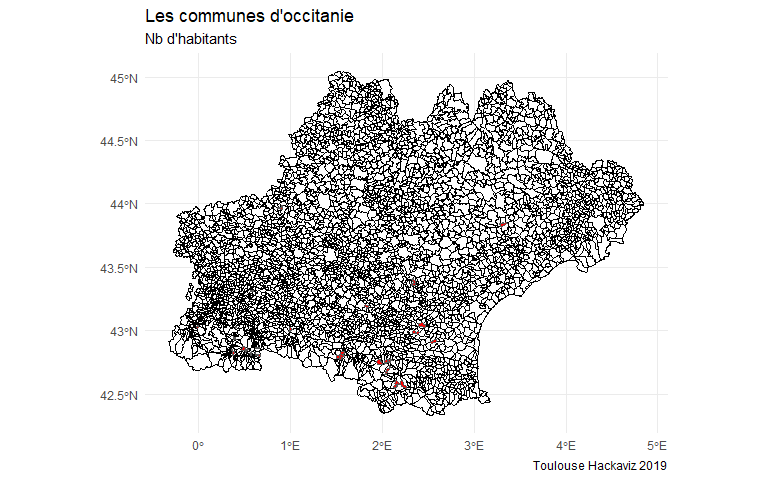 Les communes d'occitanie
Nb d'habitants
45°N
44.5°N
44°N
43.5°N
43°N
42.5°N
0° 1°E 2°E 3°E 4°E 5°E
Toulouse Hackaviz 2019